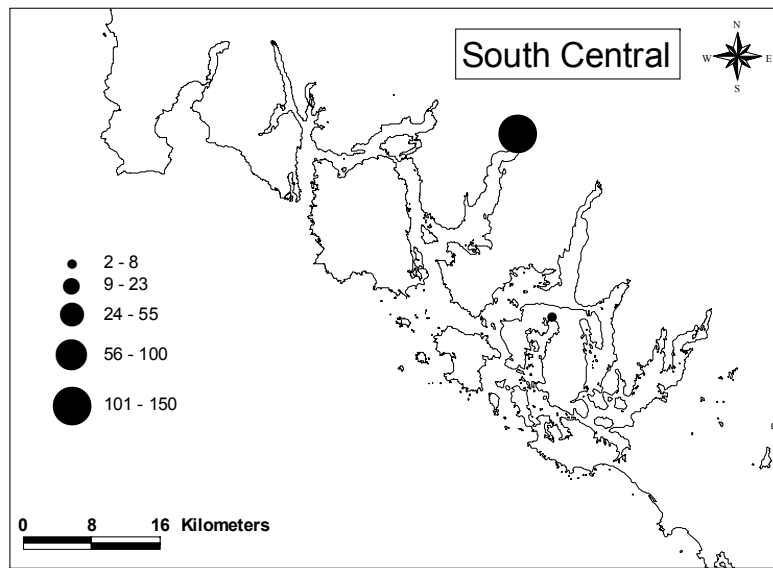 South Central
N
W E
S
2 - 8
9 - 23
24 - 55
56 - 100
101 - 150
0 8 16 Kilometers